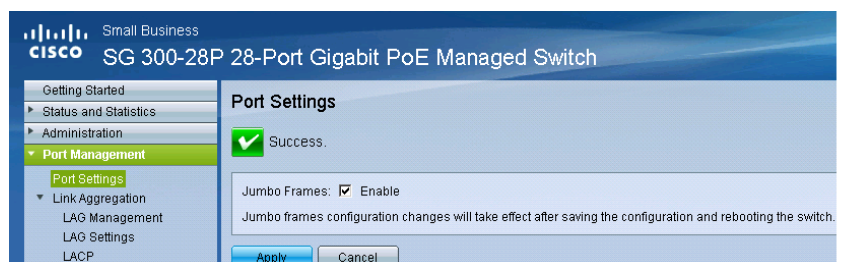 Small Business
CISCO SG 300-28P 28-Port Gigabit PoE Managed Switch
Getting Started
Status and Statistics
Administration
Port Management
Port Settings
Link Aggregation
LAG Management
LAG Settings
LACP
Port Settings
Success.
Jumbo Frames: Enable
Jumbo frames configuration changes will take effect after saving the configuration and rebooting the switch.
Apply Cancel